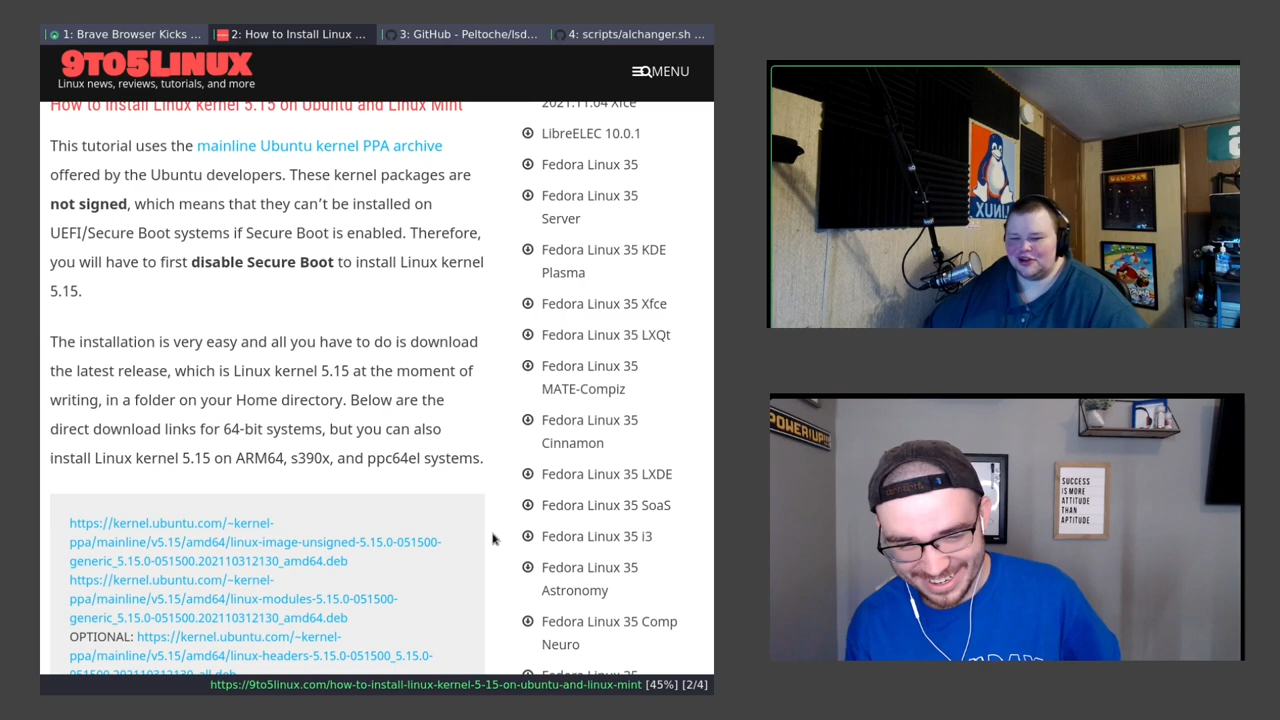 1: Brave Browser Kicks ...
2: How to Install Linux ...
3: GitHub - Peltoche/lsd...
4: scripts/alchanger.sh ...
9TO5LINUX
Linux news, reviews, tutorials, and more
MENU
How to install Linux kernel 5.15 on Ubuntu and Linux Mint
This tutorial uses the mainline Ubuntu kernel PPA archive
offered by the Ubuntu developers. These kernel packages are
not signed, which means that they can’t be installed on
UEFI/Secure Boot systems if Secure Boot is enabled. Therefore,
you will have to first disable Secure Boot to install Linux kernel
5.15.
The installation is very easy and all you have to do is download
the latest release, which is Linux kernel 5.15 at the moment of
writing, in a folder on your Home directory. Below are the
direct download links for 64-bit systems, but you can also
install Linux kernel 5.15 on ARM64, s390x, and ppc64el systems.
https://kernel.ubuntu.com/~kernel-
ppa/mainline/v5.15/amd64/linux-image-unsigned-5.15.0-051500-
generic_5.15.0-051500.202110312130_amd64.deb
https://kernel.ubuntu.com/~kernel-
ppa/mainline/v5.15/amd64/linux-modules-5.15.0-051500-
generic_5.15.0-051500.202110312130_amd64.deb
OPTIONAL: https://kernel.ubuntu.com/~kernel-
ppa/mainline/v5.15/amd64/linux-headers-5.15.0-051500_5.15.0-
051500.202110312130_all.deb
2021.11.04 Xfce
LibreELEC 10.0.1
Fedora Linux 35
Fedora Linux 35
Server
Fedora Linux 35 KDE
Plasma
Fedora Linux 35 Xfce
Fedora Linux 35 LXQt
Fedora Linux 35
MATE-Compiz
Fedora Linux 35
Cinnamon
Fedora Linux 35 LXDE
Fedora Linux 35 SoaS
Fedora Linux 35 i3
Fedora Linux 35
Astronomy
Fedora Linux 35 Comp
Neuro
Fedora Linux 35
https://9to5linux.com/how-to-install-linux-kernel-5-15-on-ubuntu-and-linux-mint [45%] [2/4]
LINUX
POWER UP!
SUCCESS
IS MORE
ATTITUDE
THAN
APTITUDE